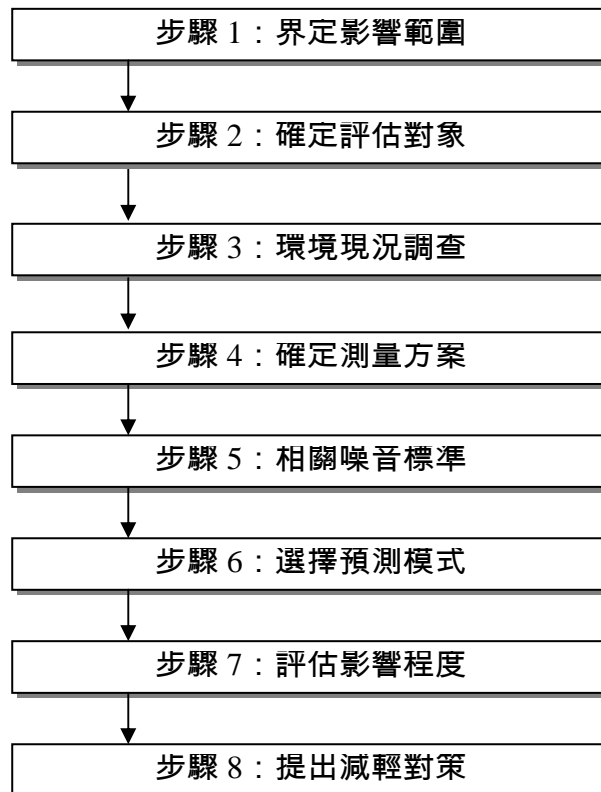 步驟 1：界定影響範圍
步驟 2：確定評估對象
步驟 3：環境現況調查
步驟 4：確定測量方案
步驟 5：相關噪音標準
步驟 6：選擇預測模式
步驟 7：評估影響程度
步驟 8：提出減輕對策